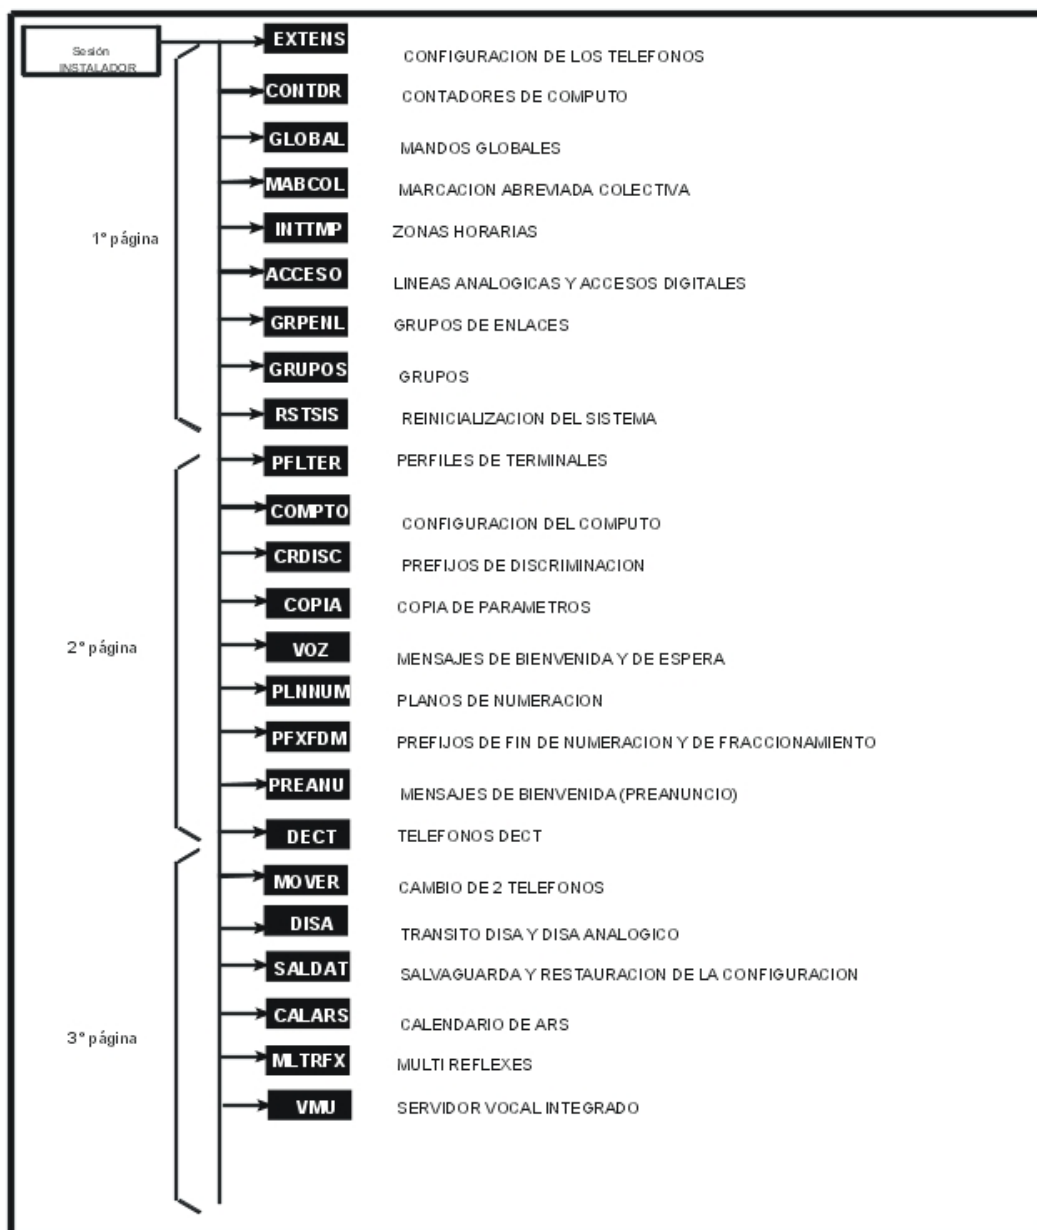 Sesión
INSTALADOR
EXTENS CONFIGURACION DE LOS TELEFONOS
CONTDR CONTADORES DE COMPUTO
GLOBAL MANDOS GLOBALES
MABCOL MARCACION ABREVIADA COLECTIVA
1° página
INTTMP ZONAS HORARIAS
ACCESO LINEAS ANALOGICAS Y ACCESOS DIGITALES
GRPENL GRUPOS DE ENLACES
GRUPOS GRUPOS
RSTSIS REINICIALIZACION DEL SISTEMA
PFLTER PERFILES DE TERMINALES
COMPTO CONFIGURACION DEL COMPUTO
CRDISC PREFIJOS DE DISCRIMINACION
COPIA COPIA DE PARAMETROS
2° página
VOZ MENSAJES DE BIENVENIDA Y DE ESPERA
PLNNUM PLANOS DE NUMERACION
PFXFDM PREFIJOS DE FIN DE NUMERACION Y DE FRACCIONAMIENTO
PREANU MENSAJES DE BIENVENIDA (PREANUNCIO)
DECT TELEFONOS DECT
MOVER CAMBIO DE 2 TELEFONOS
DISA TRANSITO DISA Y DISA ANALOGICO
SALDAT SALVAGUARDA Y RESTAURACION DE LA CONFIGURACION
CALARS CALENDARIO DE ARS
3° página
MLTRFX MULTI REFLEXES
VMU SERVIDOR VOCAL INTEGRADO